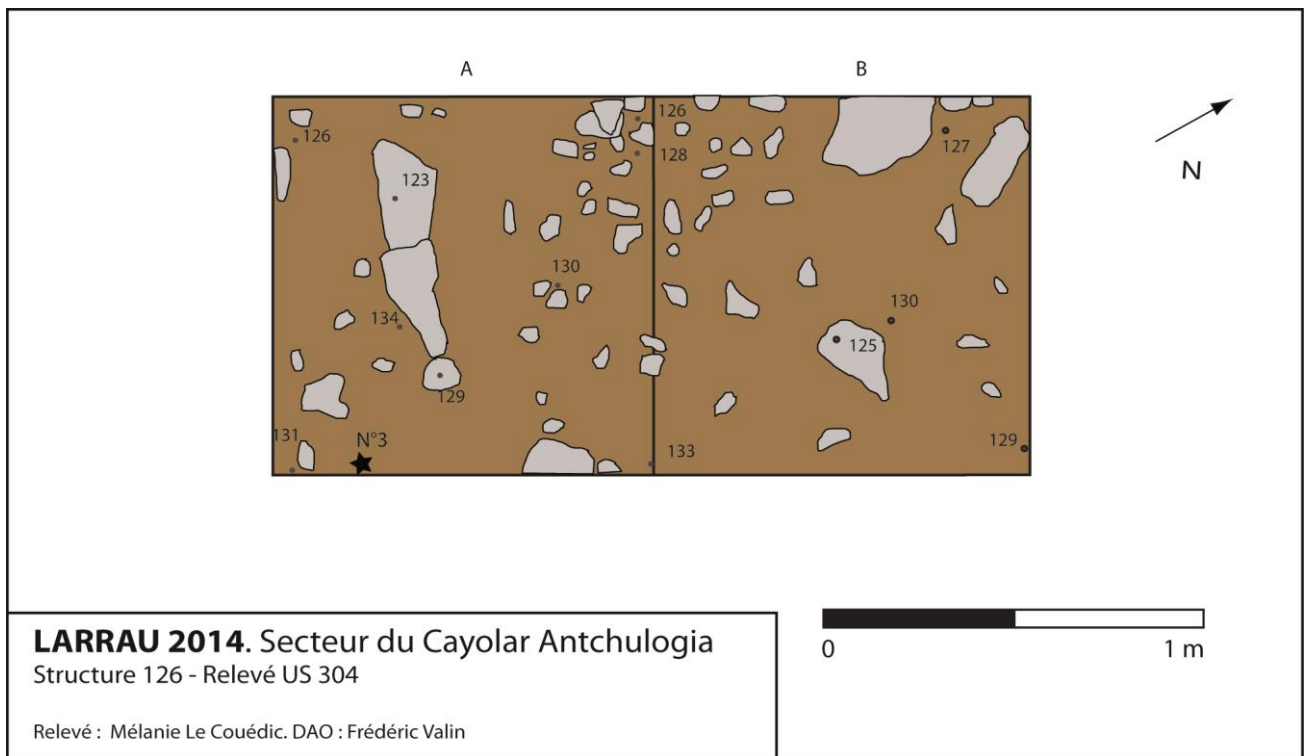 A
B
126
126
128
127
N
123
130
130
134
125
129
131
N°3
133
129
LARRAU 2014. Secteur du Cayolar Antchulogia
Structure 126 - Relevé US 304
Relevé : Mélanie Le Couédic. DAO : Frédéric Valin
0
1 m